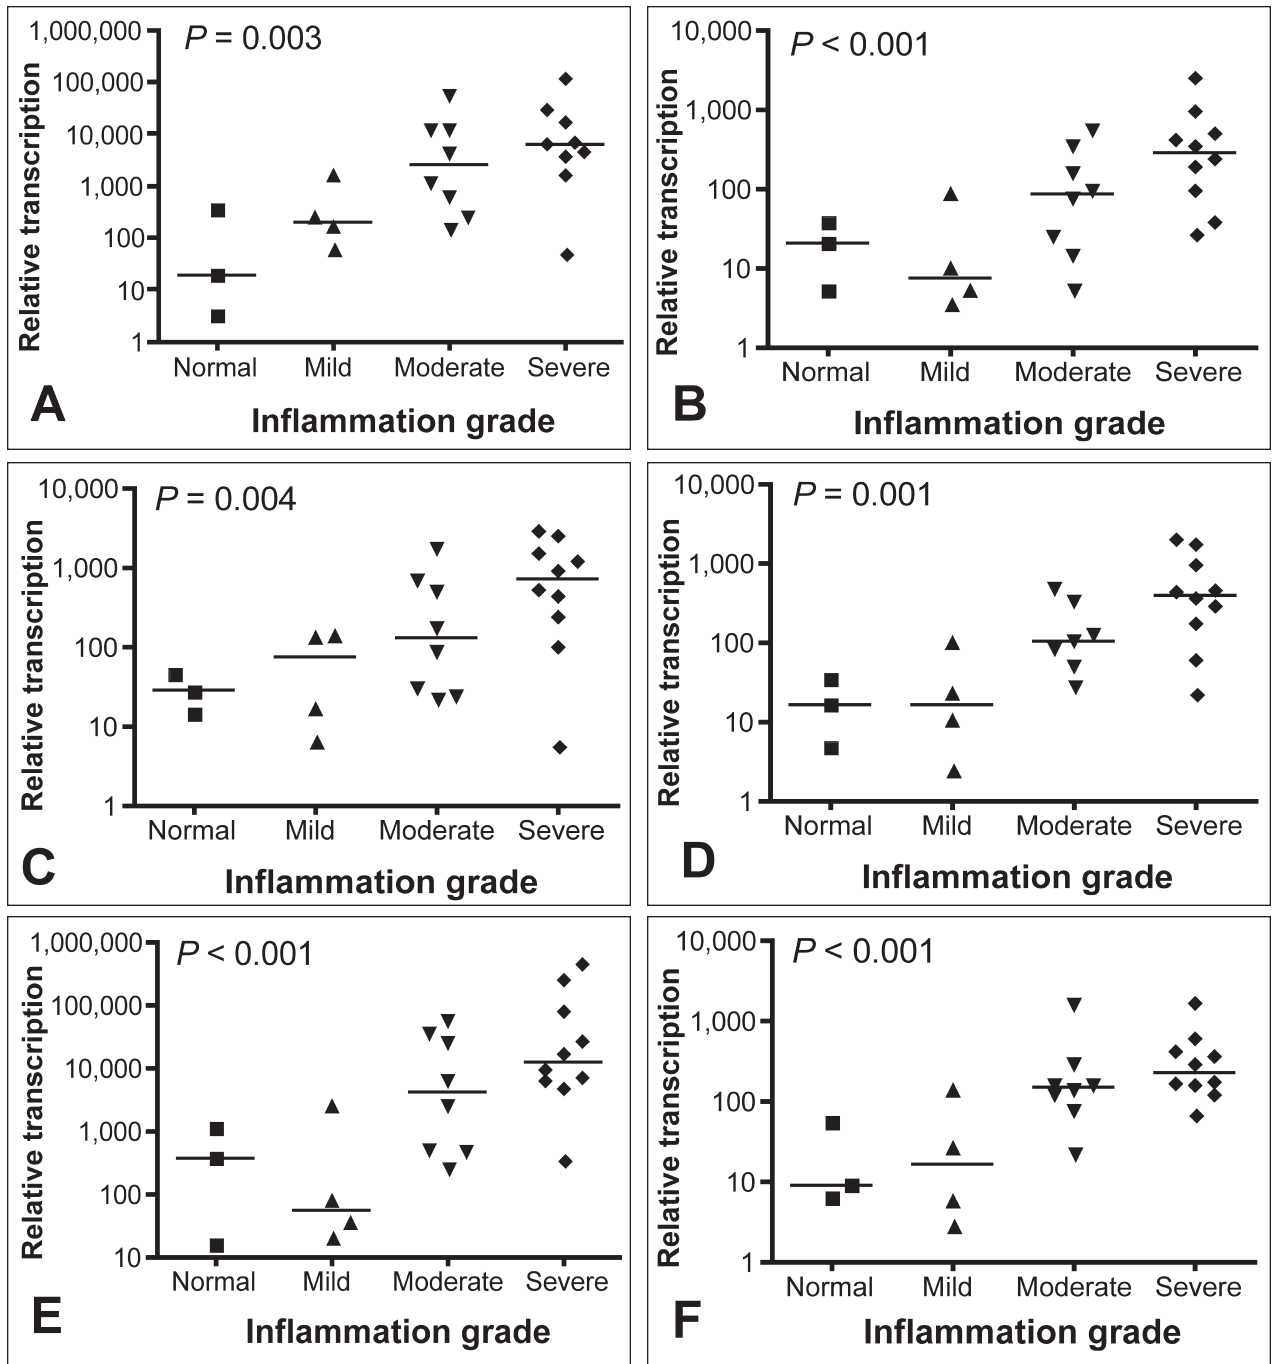 P = 0.003
1,000,000
100,000
10,000
1,000
100
10
1
Relative transcription
Normal Mild Moderate Severe
A
Inflammation grade
P < 0.001
10,000
1,000
100
10
1
Relative transcription
Normal Mild Moderate Severe
B
Inflammation grade
P = 0.004
10,000
1,000
100
10
1
Relative transcription
Normal Mild Moderate Severe
C
Inflammation grade
P = 0.001
10,000
1,000
100
10
1
Relative transcription
Normal Mild Moderate Severe
D
Inflammation grade
P < 0.001
1,000,000
100,000
10,000
1,000
100
10
Relative transcription
Normal Mild Moderate Severe
E
Inflammation grade
P < 0.001
10,000
1,000
100
10
1
Relative transcription
Normal Mild Moderate Severe
F
Inflammation grade